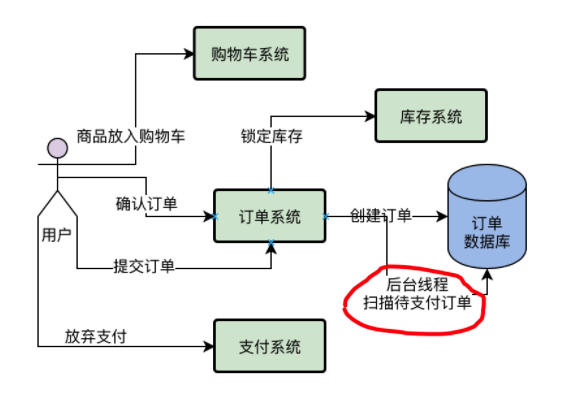 购物车系统
库存系统
商品放入购物车
锁定库存
确认订单
订单系统
创建订单
订单
数据库
用户
提交订单
后台线程
扫描待支付订单
放弃支付
支付系统